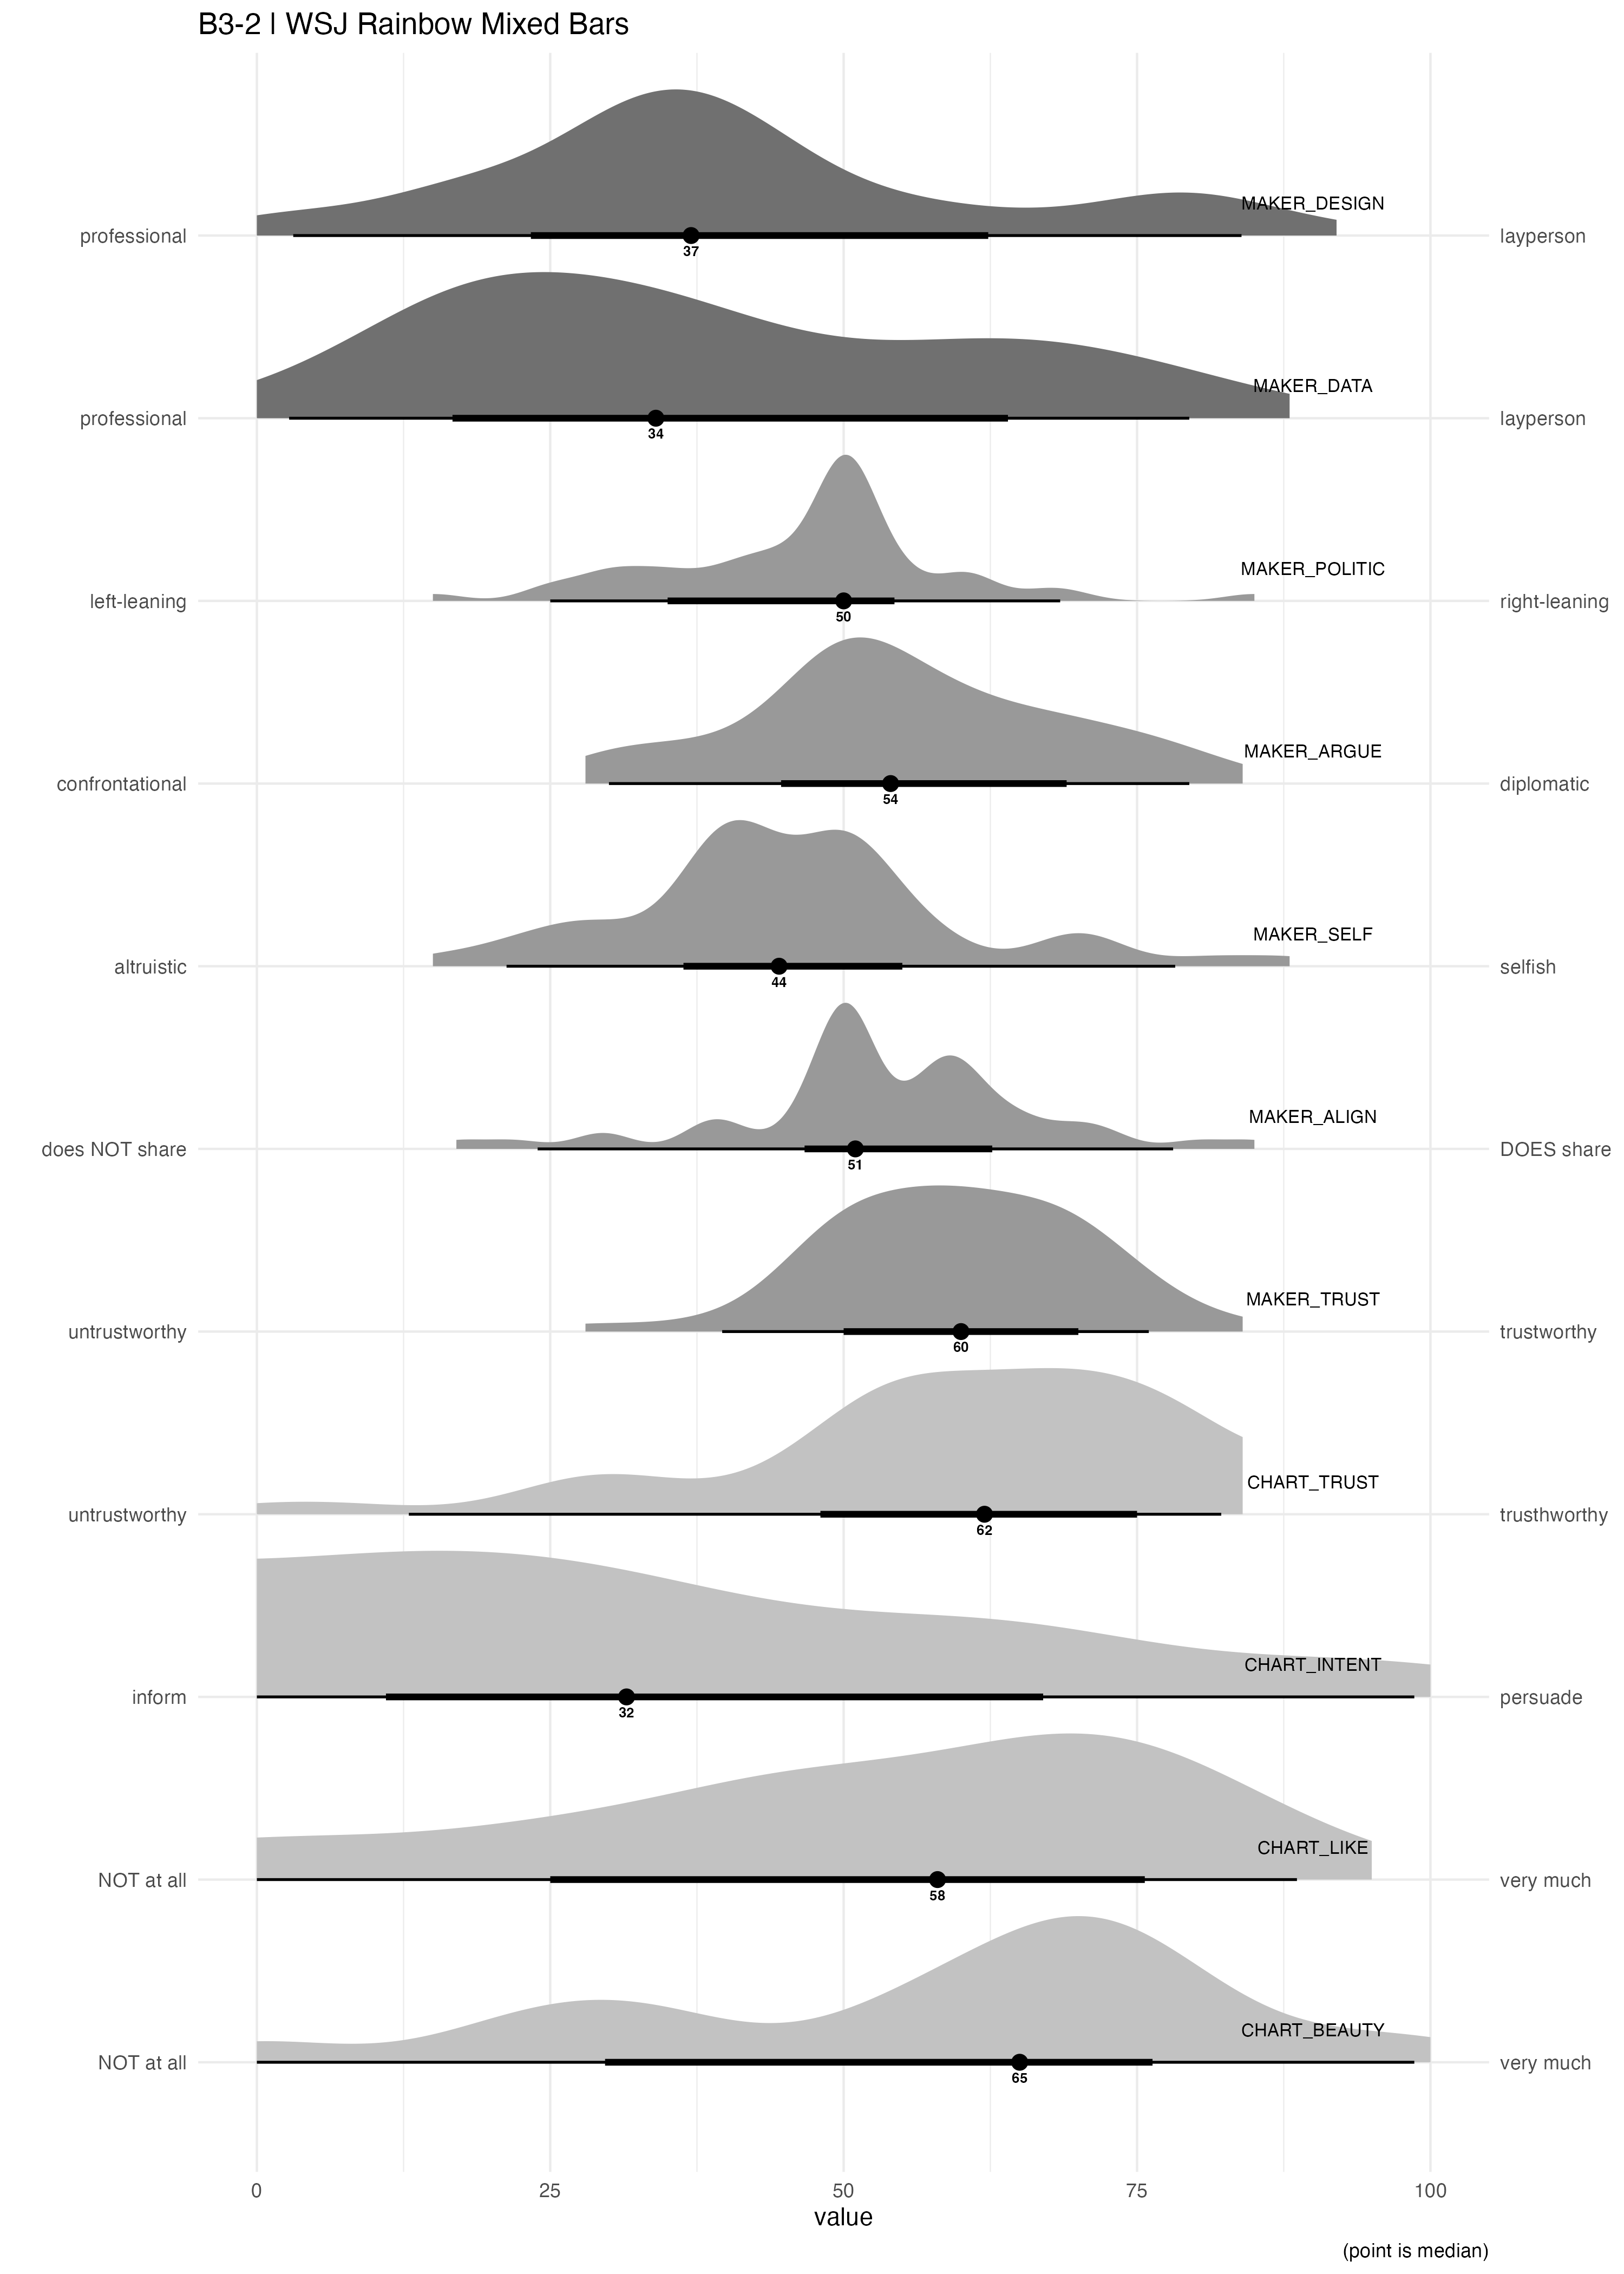 B3-2 | WSJ Rainbow Mixed Bars
MAKER_DESIGN
professional
layperson
37
MAKER_DATA
professional
layperson
34
MAKER_POLITIC
left-leaning
right-leaning
50
MAKER_ARGUE
confrontational
diplomatic
54
MAKER_SELF
altruistic
selfish
44
MAKER_ALIGN
does NOT share
DOES share
51
MAKER_TRUST
untrustworthy
trustworthy
60
CHART_TRUST
untrustworthy
trusthworthy
62
CHART_INTENT
inform
persuade
32
CHART_LIKE
NOT at all
very much
58
CHART_BEAUTY
NOT at all
very much
65
0 25 50 75 100
value
(point is median)